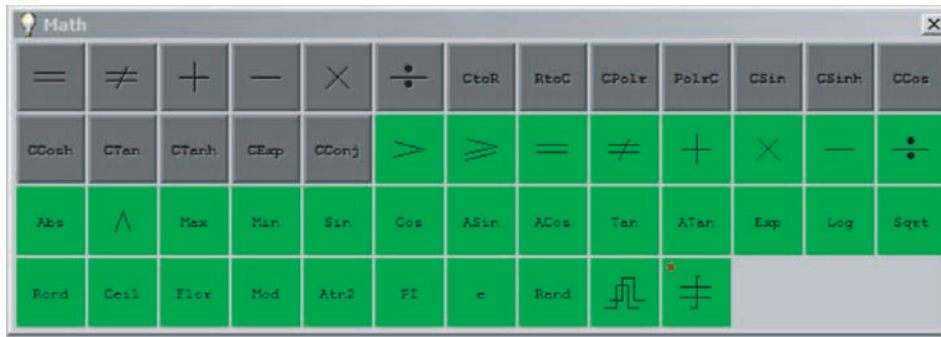 Math
= ≠ + − × ÷ CtoR RtoC CPolr PolrC CSin CSinh CCos
CCosh CTan CTanh CExp CConj > ≥ = ≠ + × − ÷
Abs ^ Max Min Sin Cos ASin ACos Tan ATan Exp Log Sqrt
Rond Ceil Flor Mod Atn2 PI e Rand